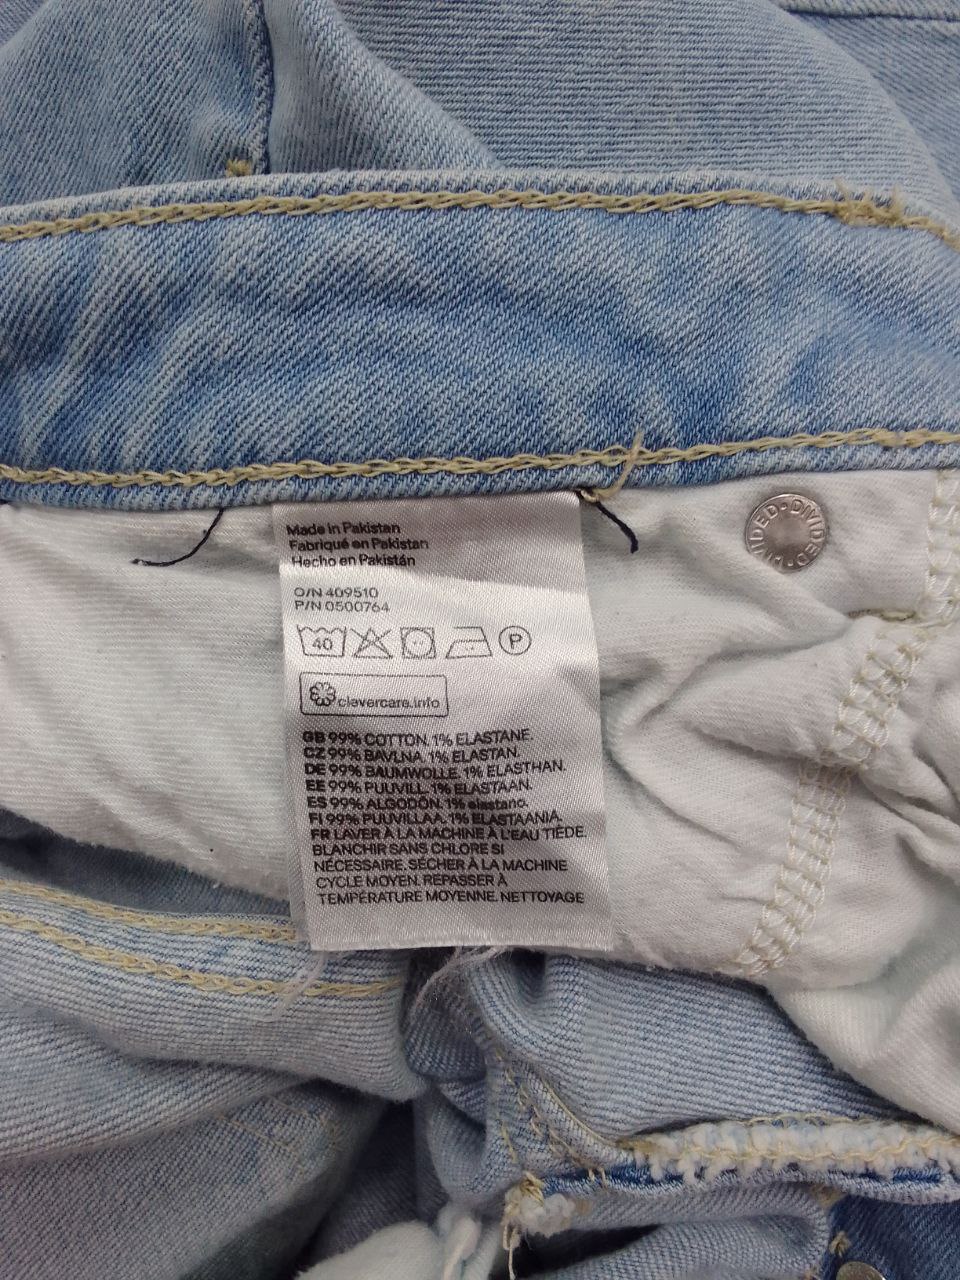 Made in Pakistan
Fabriqué en Pakistan
Hecho en Pakistán
O/N 409510
P/N 0500764
40 P
clevercare.info
GB 99% COTTON. 1% ELASTANE.
CZ 99% BAVLNA. 1% ELASTAN.
DE 99% BAUMWOLLE. 1% ELASTHAN.
EE 99% PUUVILL. 1% ELASTAAN.
ES 99% ALGODÓN. 1% elastano.
FI 99% PUUVILLAA. 1% ELASTAANIA.
FR LAVER À LA MACHINE À L'EAU TIÈDE.
BLANCHIR SANS CHLORE SI
NÉCESSAIRE. SÉCHER À LA MACHINE
CYCLE MOYEN. REPASSER À
TEMPÉRATURE MOYENNE. NETTOYAGE
DIVIDED·DIVIDED·